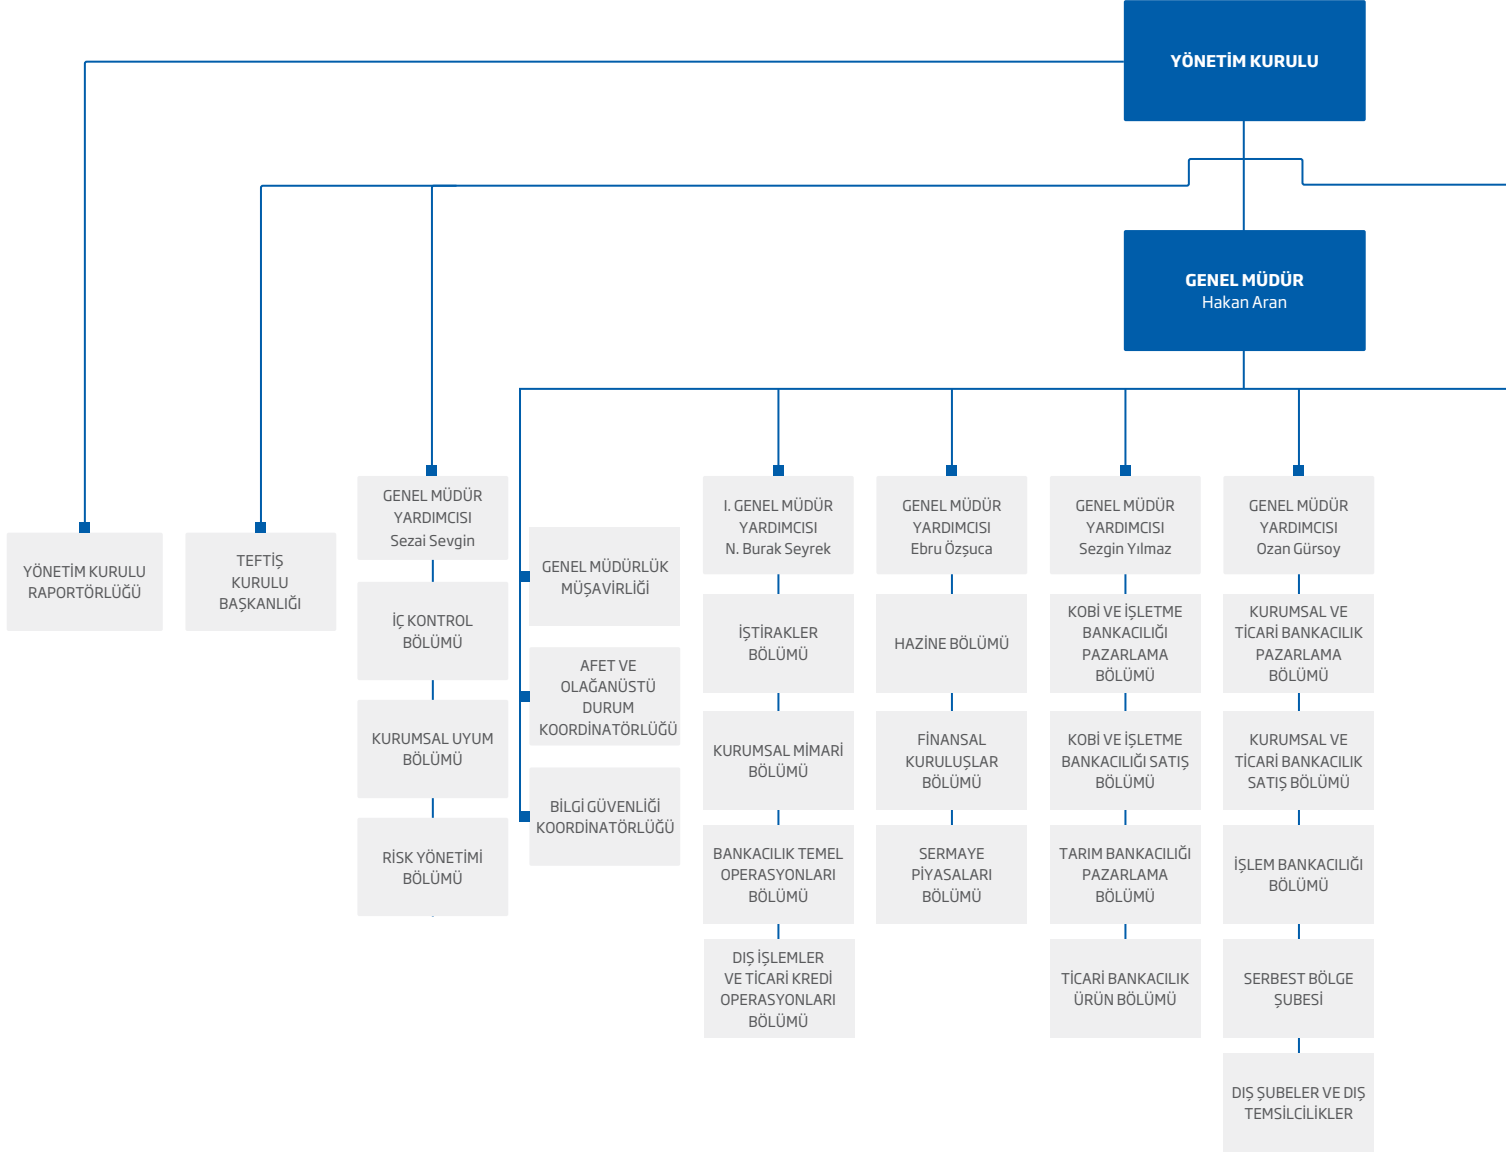 YÖNETİM KURULU
GENEL MÜDÜR
Hakan Aran
YÖNETİM KURULU
RAPORTÖRLÜĞÜ
TEFTİŞ
KURULU
BAŞKANLIĞI
GENEL MÜDÜR
YARDIMCISI
Sezai Sevgin
İÇ KONTROL
BÖLÜMÜ
KURUMSAL UYUM
BÖLÜMÜ
RİSK YÖNETİMİ
BÖLÜMÜ
GENEL MÜDÜRLÜK
MÜŞAVİRLİĞİ
AFET VE
OLAĞANÜSTÜ
DURUM
KOORDİNATÖRLÜĞÜ
BİLGİ GÜVENLİĞİ
KOORDİNATÖRLÜĞÜ
I. GENEL MÜDÜR
YARDIMCISI
N. Burak Seyrek
İŞTİRAKLER
BÖLÜMÜ
KURUMSAL MİMARİ
BÖLÜMÜ
BANKACILIK TEMEL
OPERASYONLARI
BÖLÜMÜ
DIŞ İŞLEMLER
VE TİCARİ KREDİ
OPERASYONLARI
BÖLÜMÜ
GENEL MÜDÜR
YARDIMCISI
Ebru Özşuca
HAZİNE BÖLÜMÜ
FİNANSAL
KURULUŞLAR
BÖLÜMÜ
SERMAYE
PİYASALARI
BÖLÜMÜ
GENEL MÜDÜR
YARDIMCISI
Sezgin Yılmaz
KOBİ VE İŞLETME
BANKACILIĞI
PAZARLAMA
BÖLÜMÜ
KOBİ VE İŞLETME
BANKACILIĞI SATIŞ
BÖLÜMÜ
TARIM BANKACILIĞI
PAZARLAMA
BÖLÜMÜ
TİCARİ BANKACILIK
ÜRÜN BÖLÜMÜ
GENEL MÜDÜR
YARDIMCISI
Ozan Gürsoy
KURUMSAL VE
TİCARİ BANKACILIK
PAZARLAMA
BÖLÜMÜ
KURUMSAL VE
TİCARİ BANKACILIK
SATIŞ BÖLÜMÜ
İŞLEM BANKACILIĞI
BÖLÜMÜ
SERBEST BÖLGE
ŞUBESİ
DIŞ ŞUBELER VE DIŞ
TEMSİLCİLİKLER